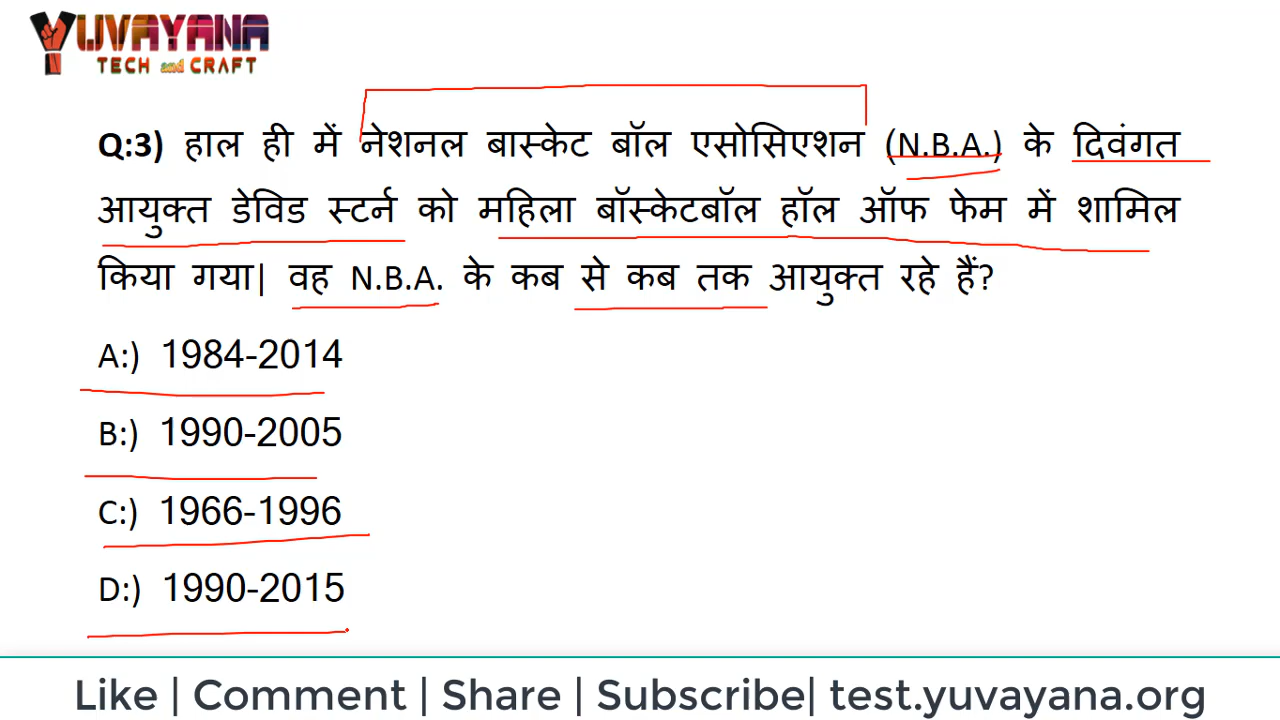 YUVAYANA
TECH and CRAFT
Q:3) हाल ही में नेशनल बास्केट बॉल एसोसिएशन (N.B.A.) के दिवंगत
आयुक्त डेविड स्टर्न को महिला बॉस्केटबॉल हॉल ऑफ फेम में शामिल
किया गया| वह N.B.A. के कब से कब तक आयुक्त रहे हैं?
A:) 1984-2014
B:) 1990-2005
C:) 1966-1996
D:) 1990-2015
Like | Comment | Share | Subscribe| test.yuvayana.org